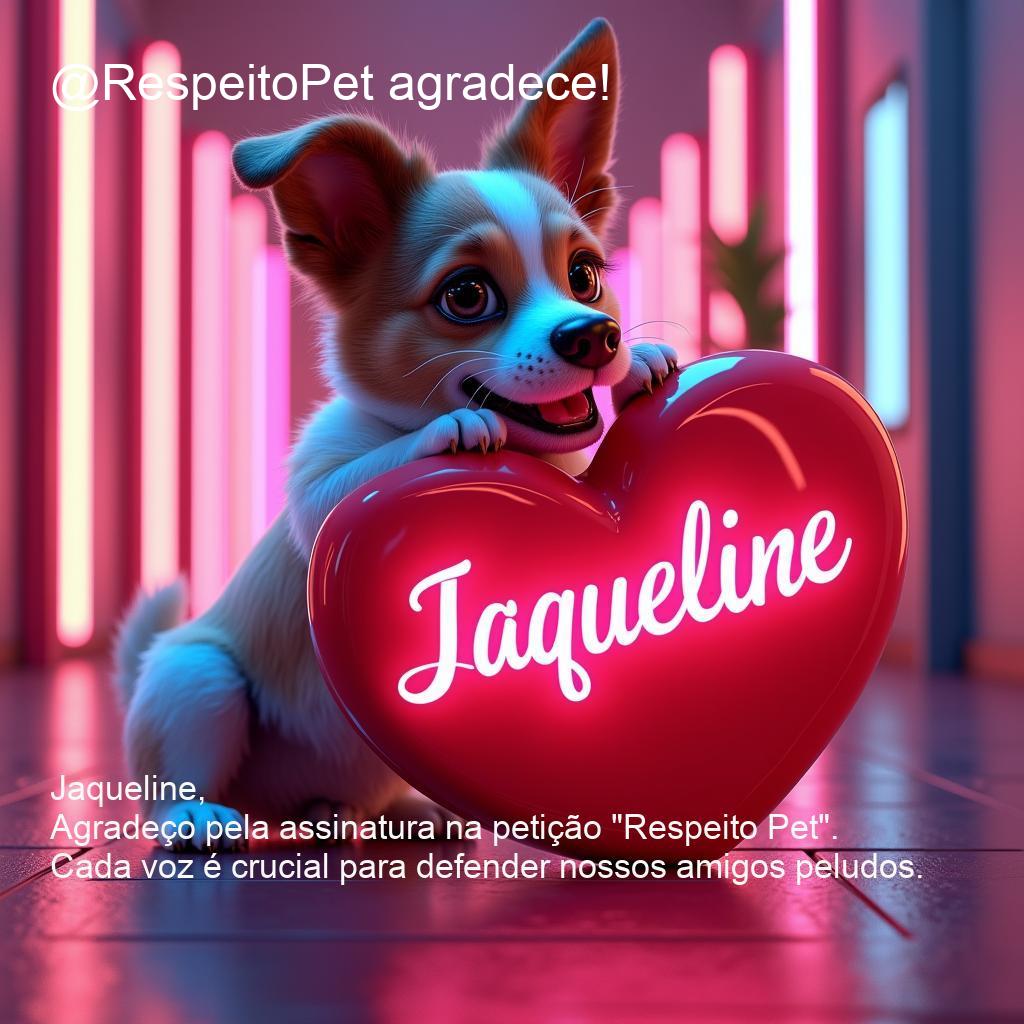 @RespeitoPet agradece!
Jaqueline
Jaqueline,
Agradeço pela assinatura na petição "Respeito Pet".
Cada voz é crucial para defender nossos amigos peludos.